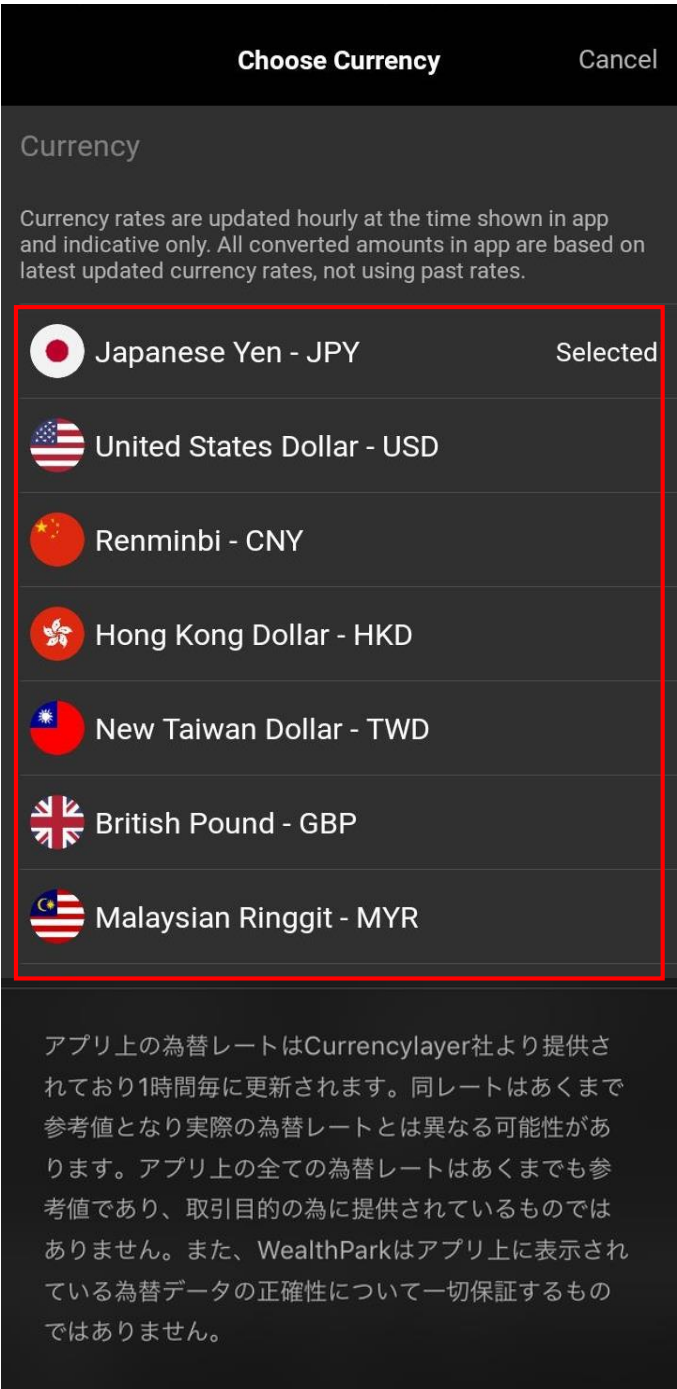 Choose Currency
Cancel
Currency
Currency rates are updated hourly at the time shown in app
and indicative only. All converted amounts in app are based on
latest updated currency rates, not using past rates.
Japanese Yen - JPY
Selected
United States Dollar - USD
Renminbi - CNY
Hong Kong Dollar - HKD
New Taiwan Dollar - TWD
British Pound - GBP
Malaysian Ringgit - MYR
アプリ上の為替レートはCurrencylayer社より提供さ
れており1時間毎に更新されます。同レートはあくまで
参考値となり実際の為替レートとは異なる可能性があ
ります。アプリ上の全ての為替レートはあくまでも参
考値であり、取引目的の為に提供されているものでは
ありません。また、WealthParkはアプリ上に表示され
ている為替データの正確性について一切保証するもの
ではありません。